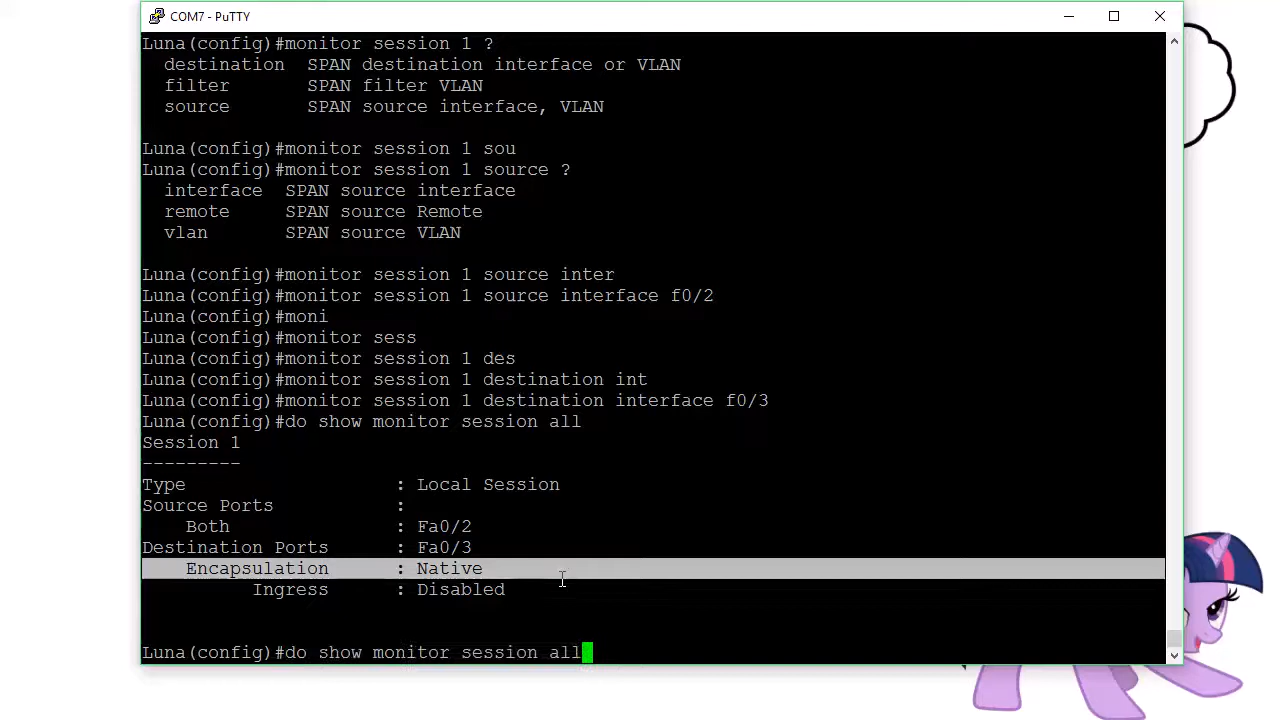 COM7 - PuTTY
Luna(config)#monitor session 1 ?
  destination  SPAN destination interface or VLAN
  filter       SPAN filter VLAN
  source       SPAN source interface, VLAN
Luna(config)#monitor session 1 sou
Luna(config)#monitor session 1 source ?
  interface  SPAN source interface
  remote     SPAN source Remote
  vlan       SPAN source VLAN
Luna(config)#monitor session 1 source inter
Luna(config)#monitor session 1 source interface f0/2
Luna(config)#moni
Luna(config)#monitor sess
Luna(config)#monitor session 1 des
Luna(config)#monitor session 1 destination int
Luna(config)#monitor session 1 destination interface f0/3
Luna(config)#do show monitor session all
Session 1
---------
Type                   : Local Session
Source Ports           :
    Both               : Fa0/2
Destination Ports      : Fa0/3
    Encapsulation      : Native
          Ingress      : Disabled
Luna(config)#do show monitor session all